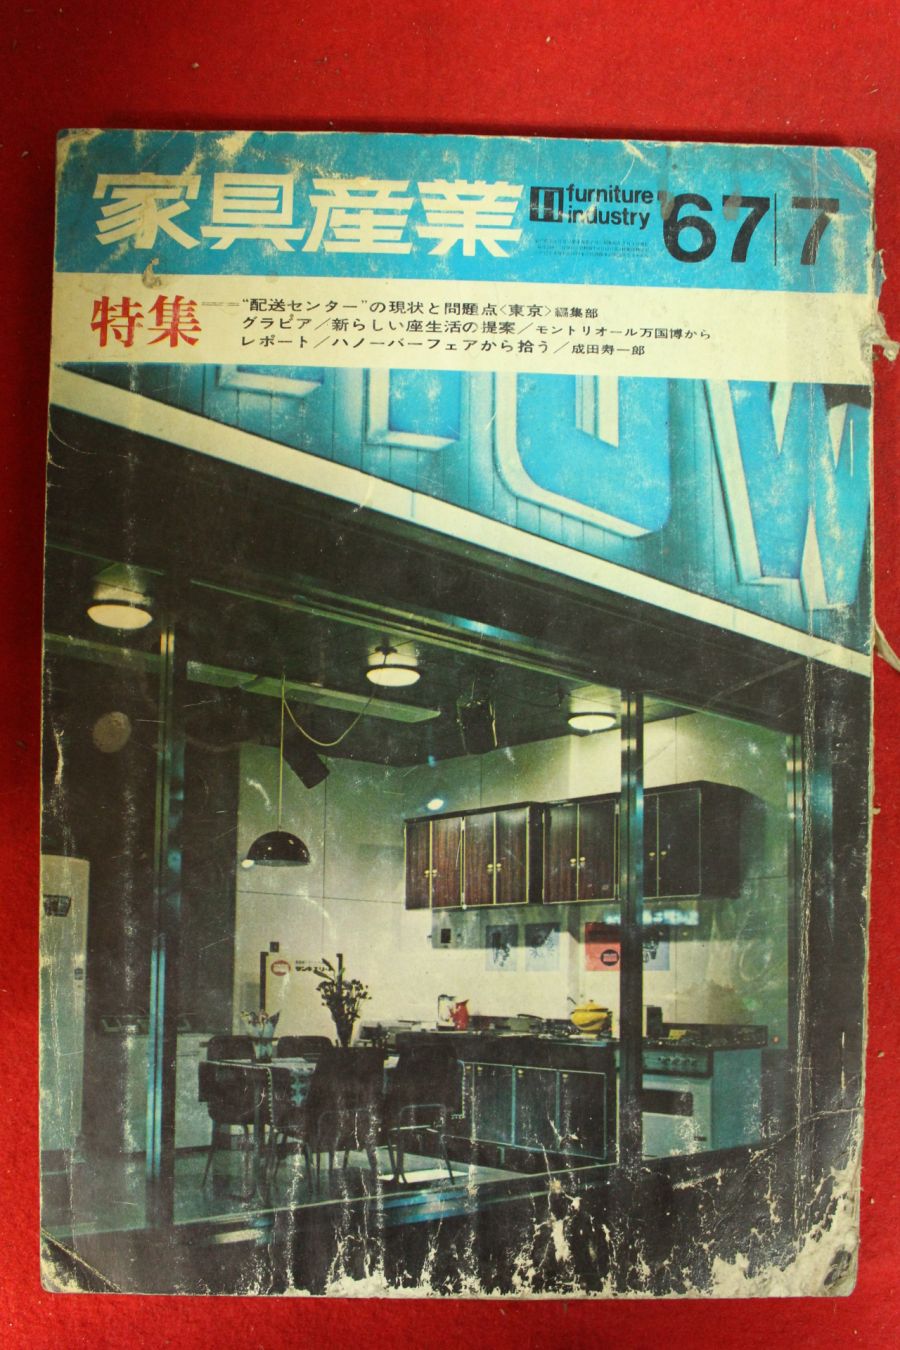 家具産業
furniture
industry
'67 7
特集
“配送センター”の現状と問題点〈東京〉編集部
グラビア／新らしい座生活の提案／モントリオール万国博から
レポート／ハノーバーフェアから拾う／成田寿一郎